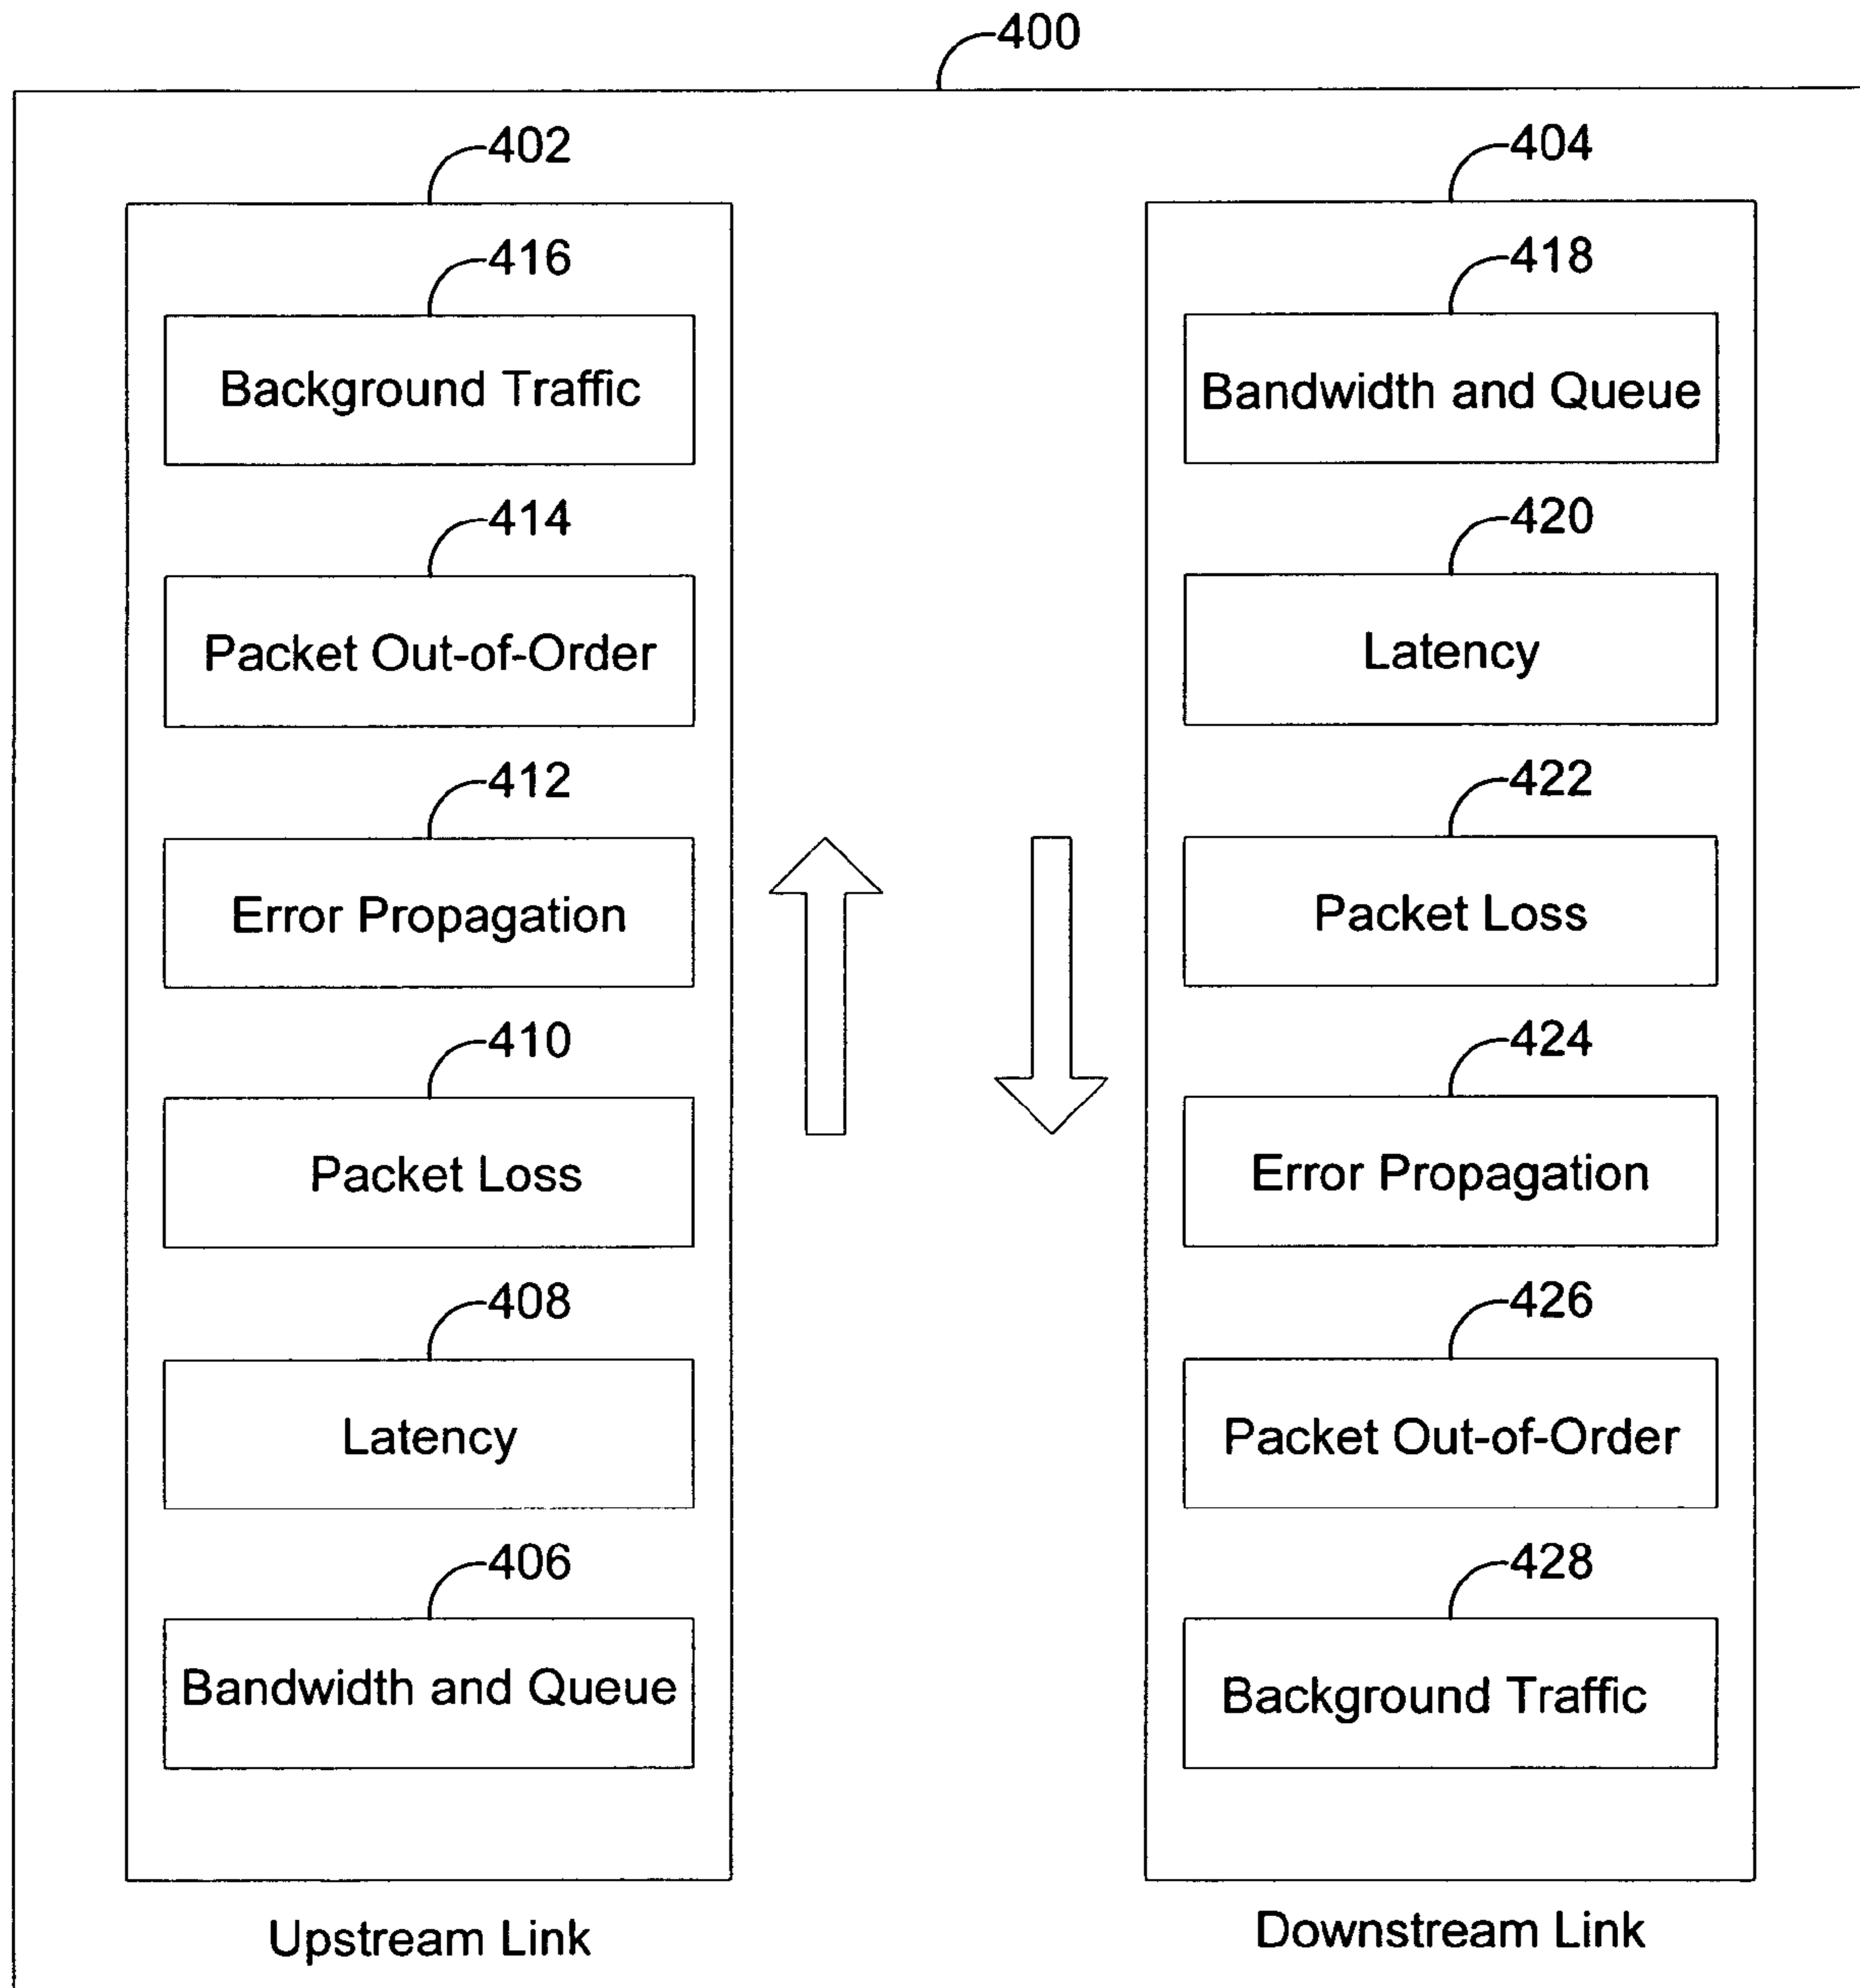 400
402
416
Background Traffic
414
Packet Out-of-Order
412
Error Propagation
410
Packet Loss
408
Latency
406
Bandwidth and Queue
Upstream Link
404
418
Bandwidth and Queue
420
Latency
422
Packet Loss
424
Error Propagation
426
Packet Out-of-Order
428
Background Traffic
Downstream Link